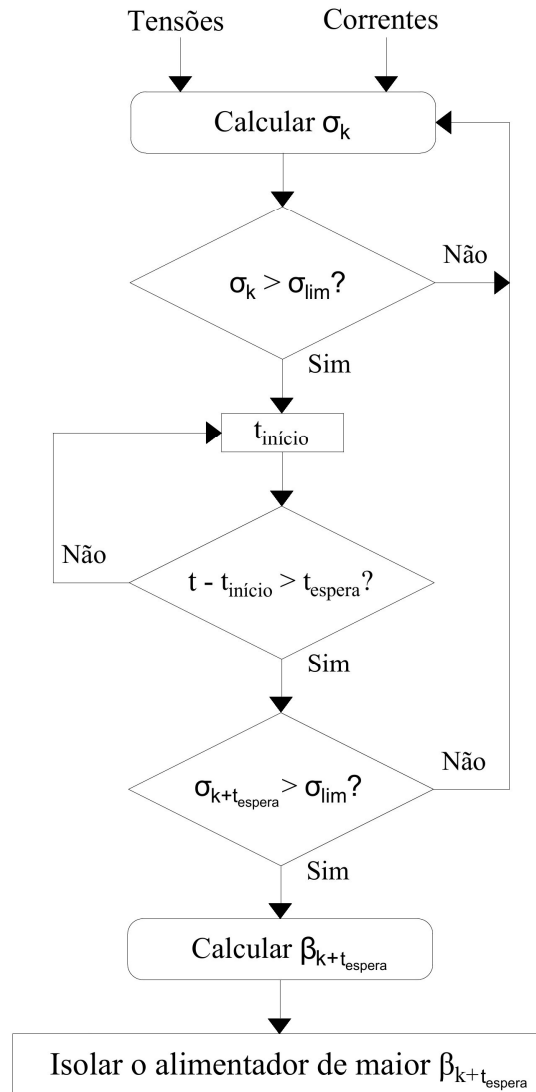 Tensões Correntes
Calcular σk
Não
σk > σlim?
Sim
tinício
Não
t - tinício > tespera?
Sim
Não
σk+tespera > σlim?
Sim
Calcular βk+tespera
Isolar o alimentador de maior βk+tespera